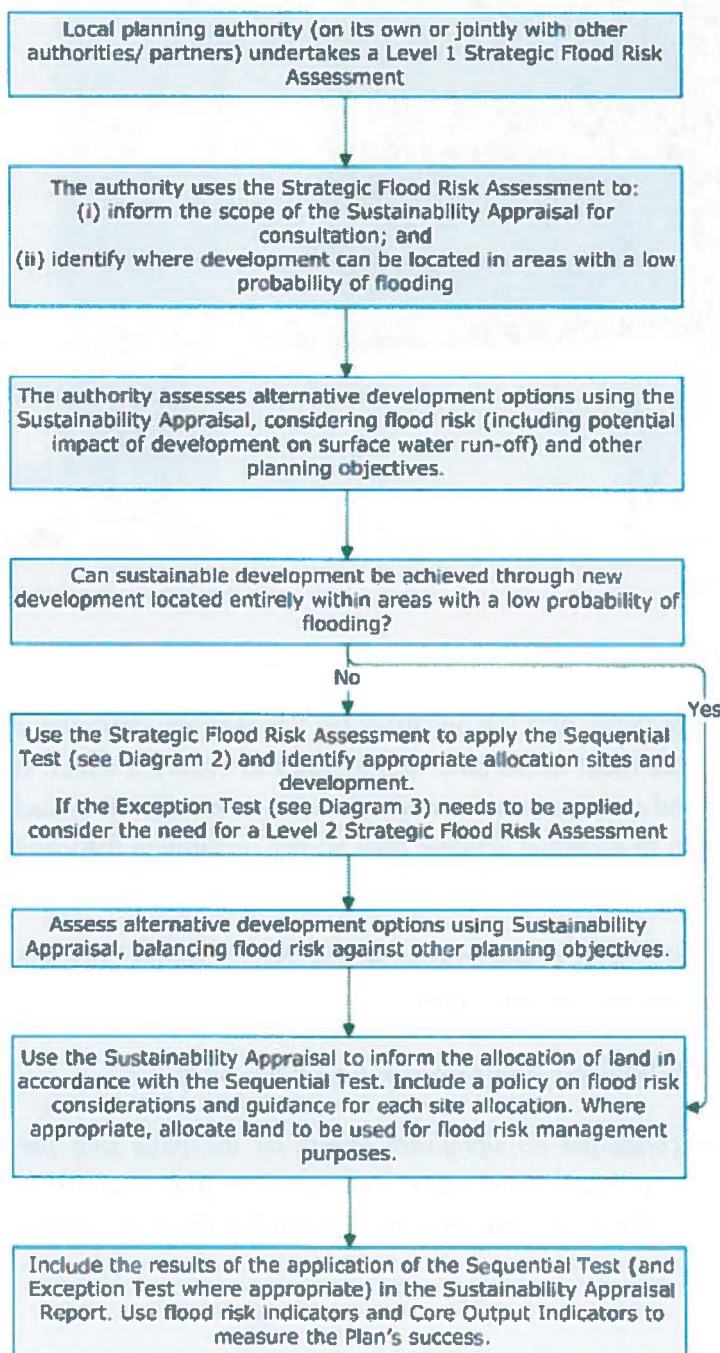 Local planning authority (on its own or jointly with other
authorities/ partners) undertakes a Level 1 Strategic Flood Risk
Assessment
The authority uses the Strategic Flood Risk Assessment to:
(i) inform the scope of the Sustainability Appraisal for
consultation; and
(ii) identify where development can be located in areas with a low
probability of flooding
The authority assesses alternative development options using the
Sustainability Appraisal, considering flood risk (including potential
impact of development on surface water run-off) and other
planning objectives.
Can sustainable development be achieved through new
development located entirely within areas with a low probability of
flooding?
No
Yes
Use the Strategic Flood Risk Assessment to apply the Sequential
Test (see Diagram 2) and identify appropriate allocation sites and
development.
If the Exception Test (see Diagram 3) needs to be applied,
consider the need for a Level 2 Strategic Flood Risk Assessment
Assess alternative development options using Sustainability
Appraisal, balancing flood risk against other planning objectives.
Use the Sustainability Appraisal to inform the allocation of land in
accordance with the Sequential Test. Include a policy on flood risk
considerations and guidance for each site allocation. Where
appropriate, allocate land to be used for flood risk management
purposes.
Include the results of the application of the Sequential Test (and
Exception Test where appropriate) in the Sustainability Appraisal
Report. Use flood risk indicators and Core Output Indicators to
measure the Plan's success.